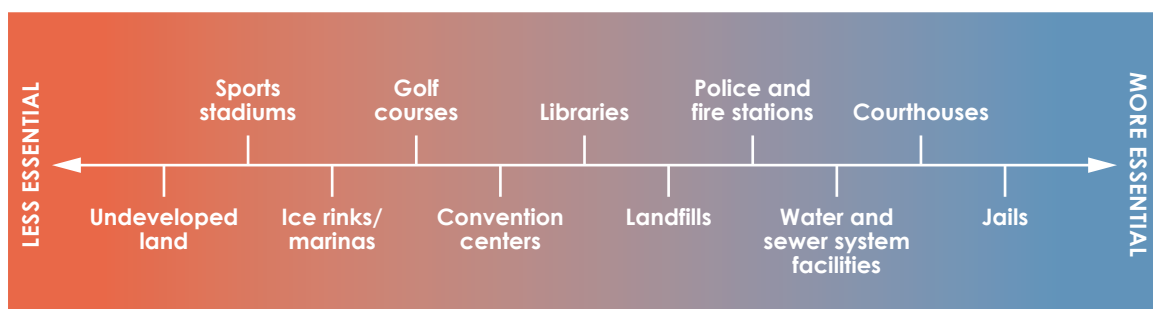 LESS ESSENTIAL
Sports
stadiums
Golf
courses
Libraries
Police and
fire stations
Courthouses
Undeveloped
land
Ice rinks/
marinas
Convention
centers
Landfills
Water and
sewer system
facilities
Jails
MORE ESSENTIAL